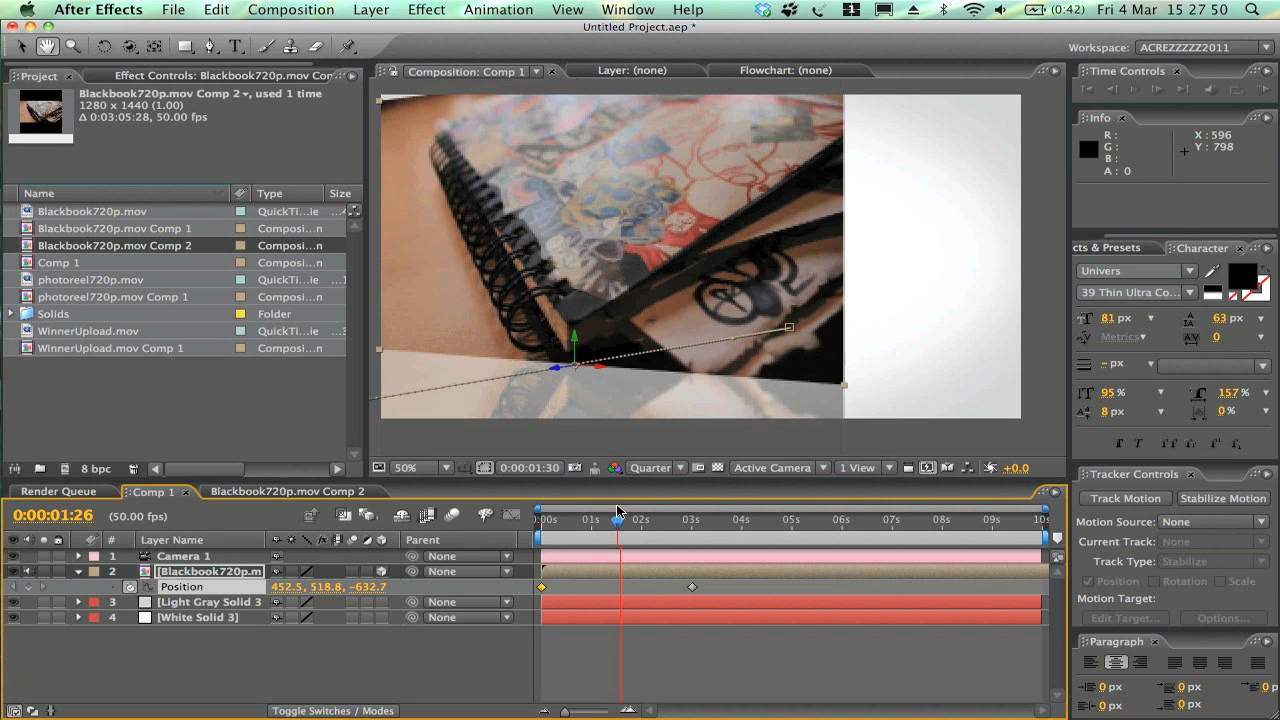 After Effects File Edit Composition Layer Effect Animation View Window Help (0:42) Fri 4 Mar 15 27 50
Untitled Project.aep *
Workspace: ACREZZZZZ2011
Project Effect Controls: Blackbook720p.mov Con
Blackbook720p.mov Comp 2, used 1 time
1280 x 1440 (1.00)
Δ 0:03:05:28, 50.00 fps
Name Type Size
Blackbook720p.mov QuickTi...ie
Blackbook720p.mov Comp 1 Composi...n
Blackbook720p.mov Comp 2 Composi...n
Comp 1 Composi...n
photoreel720p.mov QuickTi...ie
photoreel720p.mov Comp 1 Composi...n
Solids Folder
WinnerUpload.mov QuickTi...ie
WinnerUpload.mov Comp 1 Composi...n
8 bpc
Composition: Comp 1 Layer: (none) Flowchart: (none)
50% 0:00:01:30 Quarter Active Camera 1 View +0.0
Time Controls
Info
R : X : 596
G : Y : 798
B :
A : 0
cts & Presets Character
Univers
39 Thin Ultra Co...
81 px 63 px
Metrics 0
- px
95% 157%
8 px 0%
Tracker Controls
Track Motion Stabilize Motion
Motion Source: None
Current Track: None
Track Type: Stabilize
Position Rotation Scale
Motion Target:
Edit Target... Options...
Paragraph
0 px 0 px 0 p
0 px 0 px
Render Queue Comp 1 Blackbook720p.mov Comp 2
0:00:01:26 (50.00 fps)
:00s 01s 02s 03s 04s 05s 06s 07s 08s 09s 10s
# Layer Name Parent
1 Camera 1 None
2 [Blackbook720p.m None
Position 452.5, 518.8, -632.7
3 [Light Gray Solid 3 None
4 [White Solid 3] None
Toggle Switches / Modes